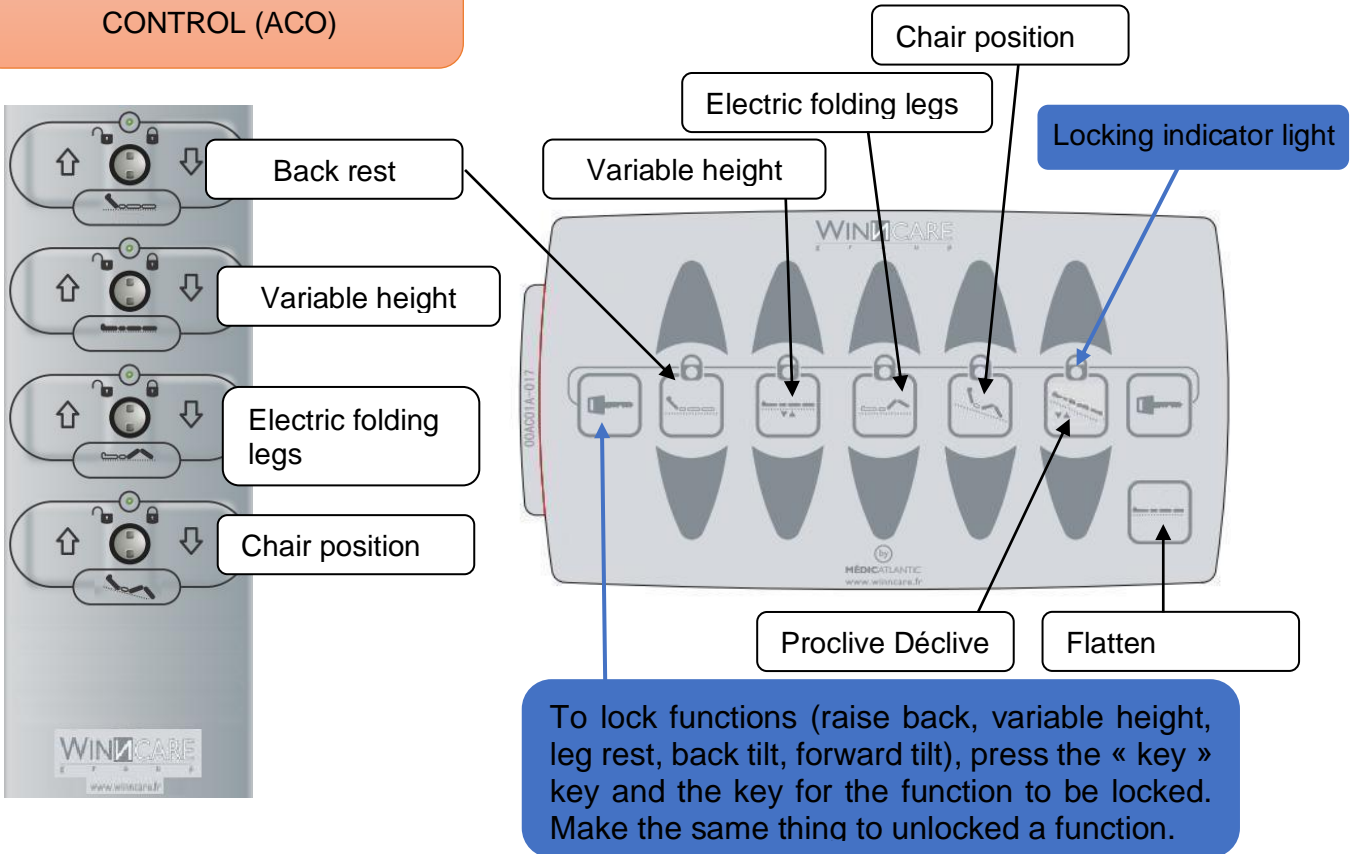 CONTROL (ACO)
Chair position
Electric folding legs
Locking indicator light
Back rest
Variable height
WINNCARE
g r o u p
Variable height
00A001A-017
Electric folding
legs
Chair position
by
MÉDICATLANTIC
www.winncare.fr
Proclive Déclive
Flatten
To lock functions (raise back, variable height,
leg rest, back tilt, forward tilt), press the « key »
key and the key for the function to be locked.
Make the same thing to unlocked a function.
WINNCARE
g r o u p
www.winncare.fr